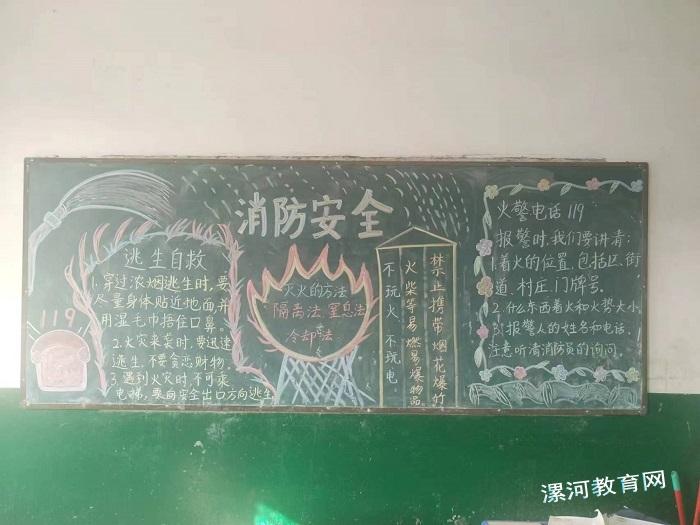 消防安全
逃生自救
1.穿过浓烟逃生时,要
尽量身体贴近地面并
用湿毛巾捂住口鼻。
2.火灾来实时,要迅速
逃生,不要贪恋财物。
3.遇到火灾时,不可乘
电梯,要向安全出口方向逃生
119
灭火的方法
隔离法 窒息法
冷却法
禁止携带烟花爆竹
火柴等易燃易爆物品。
不玩火 不玩电
火警电话119
报警时,我们要讲清:
1.着火的位置,包括区、街
道、村庄、门牌号。
2.什么东西着火和火势大小
3.报警人的姓名和电话。
注意听清消防员的询问
漯河教育网